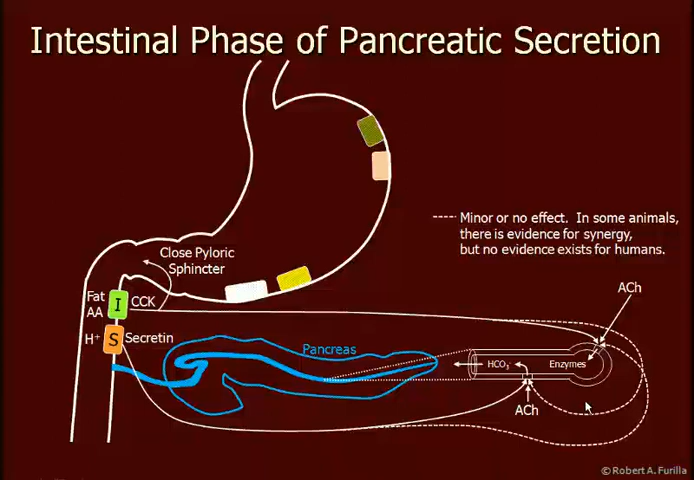 Intestinal Phase of Pancreatic Secretion
Minor or no effect. In some animals,
there is evidence for synergy,
but no evidence exists for humans.
Close Pyloric
Sphincter
Fat
AA
I
CCK
H⁺
S
Secretin
Pancreas
ACh
HCO₃⁻
Enzymes
ACh
© Robert A. Furilla